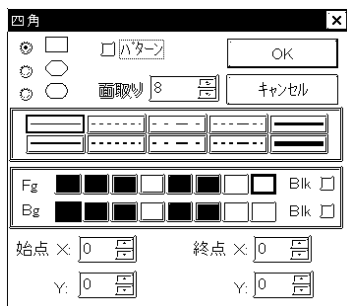 四角
パターン OK
面取り 8 キャンセル
Fg Blk
Bg Blk
始点 X: 0 終点 X: 0
Y: 0 Y: 0